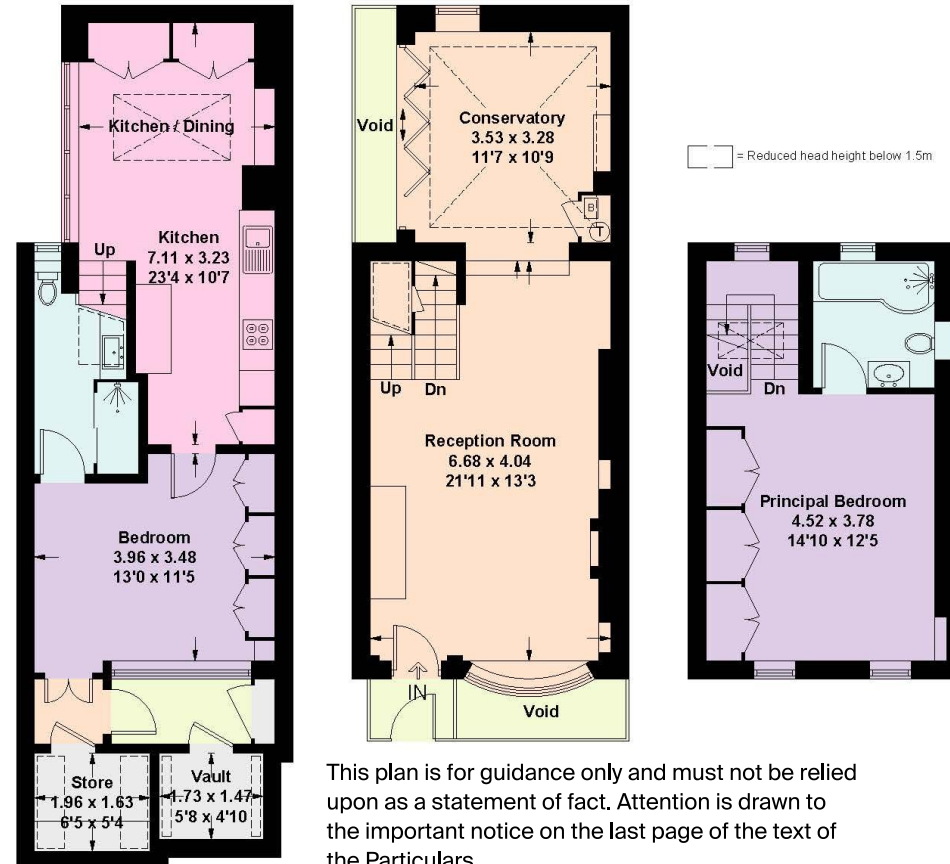 Kitchen / Dining
Kitchen
7.11 x 3.23
23'4 x 10'7
Up
Bedroom
3.96 x 3.48
13'0 x 11'5
Store
1.96 x 1.63
6'5 x 5'4
Vault
1.73 x 1.47
5'8 x 4'10
Void
Conservatory
3.53 x 3.28
11'7 x 10'9
B
T
Up
Dn
Reception Room
6.68 x 4.04
21'11 x 13'3
IN
Void
= Reduced head height below 1.5m
Void
Dn
Principal Bedroom
4.52 x 3.78
14'10 x 12'5
This plan is for guidance only and must not be relied
upon as a statement of fact. Attention is drawn to
the important notice on the last page of the text of
the Particulars